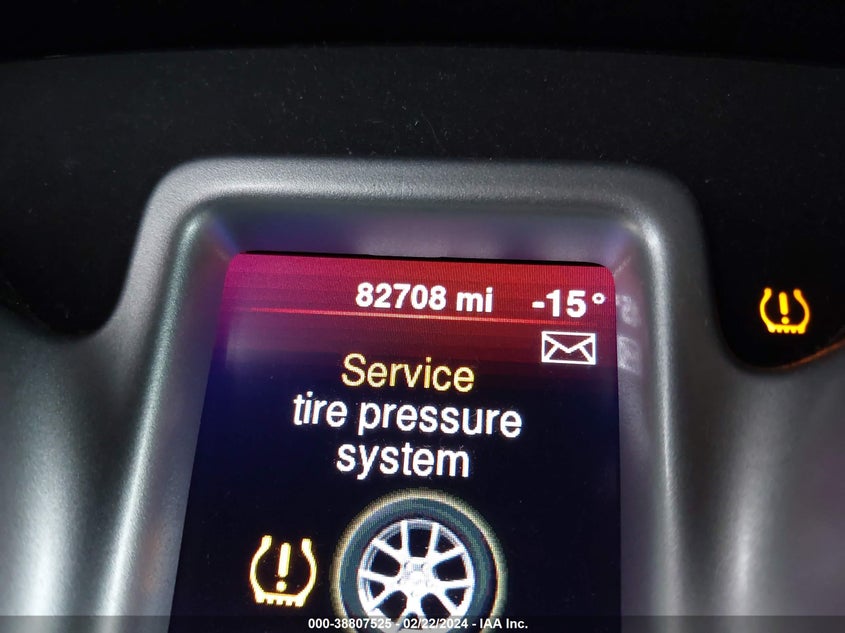 82708 mi -15°
Service
tire pressure
system
000-38807525 - 02/22/2024 - IAA Inc.